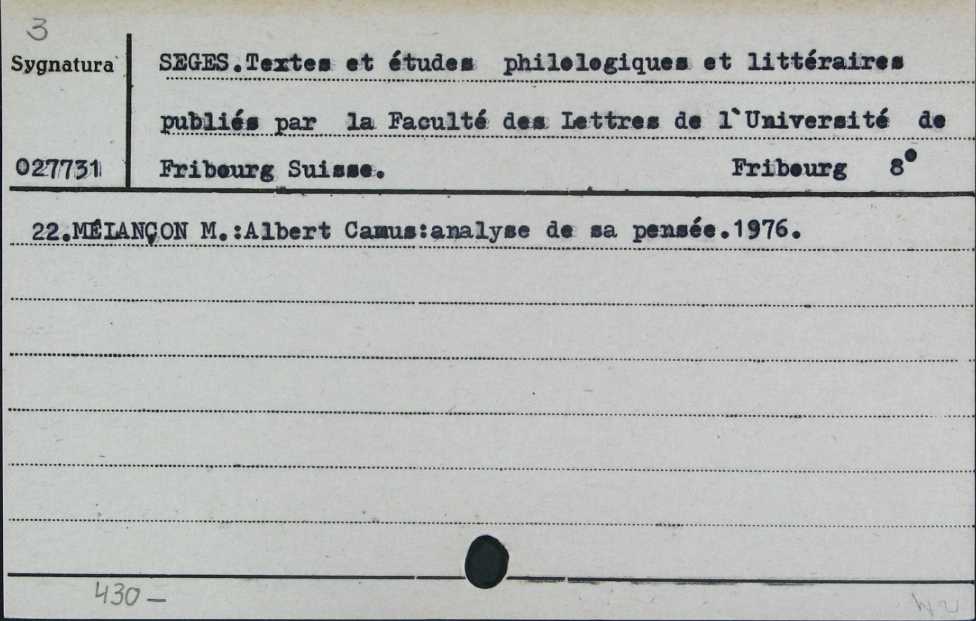 3
Sygnatura
SEGES.Textes et études philologiques et littéraires
publiés par la Faculté des Lettres de l`Université de
027731 Fribourg Suisse. Fribourg 8°
22.MÉLANÇON M.:Albert Camus:analyse de sa pensée.1976.
430 —